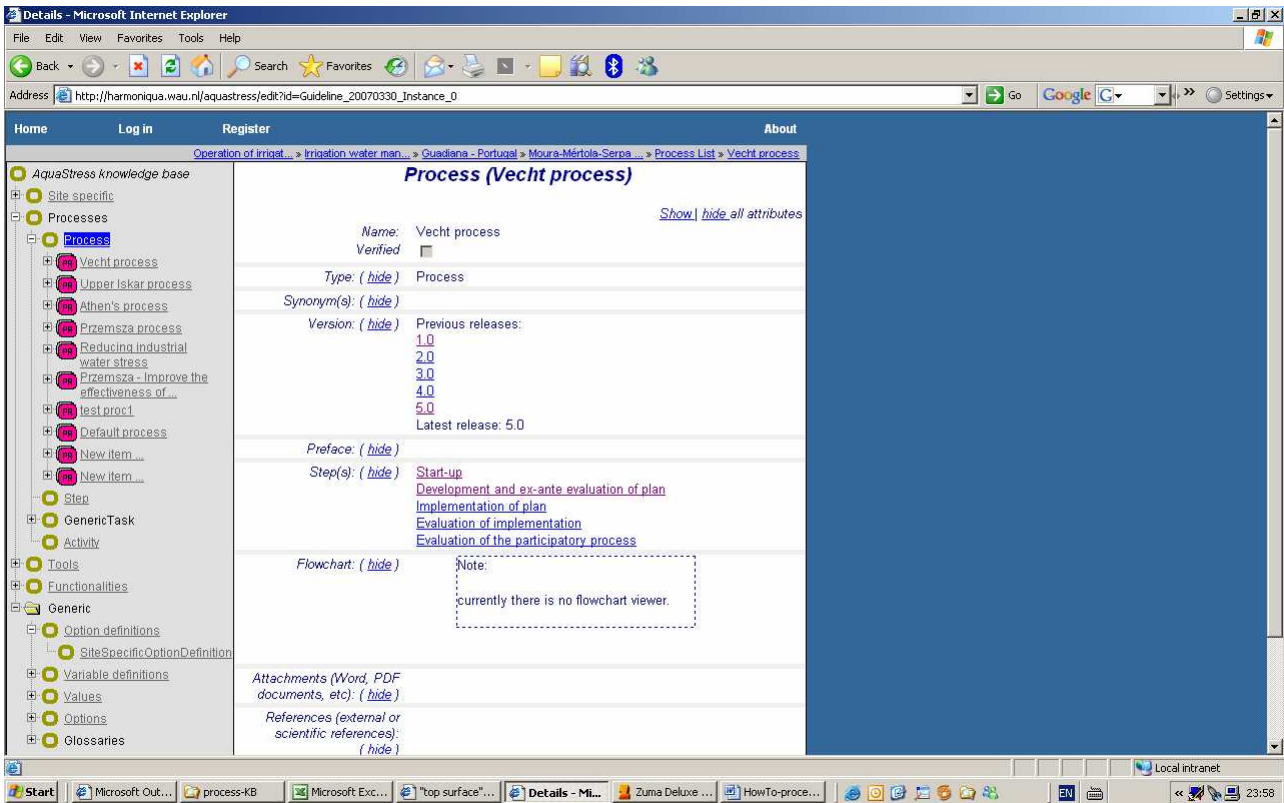 Details - Microsoft Internet Explorer
File Edit View Favorites Tools Help
Back Search Favorites
Address http://harmoniqua.wau.nl/aquastress/edit?id=Guideline_20070330_Instance_0 Go Google G Settings
Home Log in Register About
Operation of irrigat... » Irrigation water man... » Guadiana - Portugal » Moura-Mértola-Serpa ... » Process List » Vecht process
AquaStress knowledge base
Site specific
Processes
Process
Vecht process
Upper Iskar process
Athen's process
Przemsza process
Reducing industrial
water stress
Przemsza - Improve the
effectiveness of ...
test proc1
Default process
New item ...
New item ...
Step
GenericTask
Activity
Tools
Functionalities
Generic
Option definitions
SiteSpecificOptionDefinition
Variable definitions
Values
Options
Glossaries
Process (Vecht process)
Show | hide all attributes
Name: Vecht process
Verified
Type: ( hide ) Process
Synonym(s): ( hide )
Version: ( hide ) Previous releases:
1.0
2.0
3.0
4.0
5.0
Latest release: 5.0
Preface: ( hide )
Step(s): ( hide ) Start-up
Development and ex-ante evaluation of plan
Implementation of plan
Evaluation of implementation
Evaluation of the participatory process
Flowchart: ( hide ) Note:
currently there is no flowchart viewer.
Attachments (Word, PDF
documents, etc): ( hide )
References (external or
scientific references):
( hide )
Local intranet
Start Microsoft Out... process-KB Microsoft Exc... "top surface"... Details - Mi... Zuma Deluxe ... HowTo-proce... EN 23:58